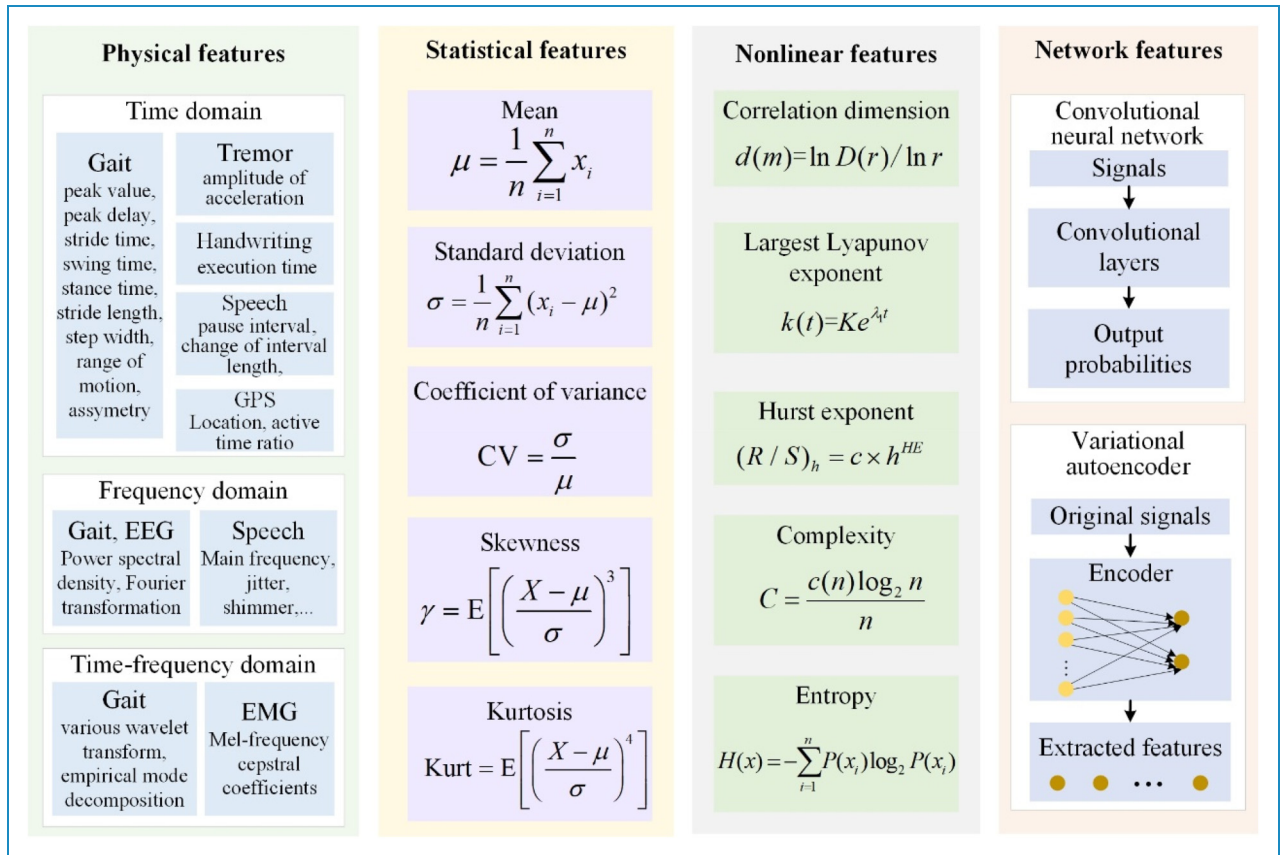 Physical features
Time domain
Gait
peak value,
peak delay,
stride time,
swing time,
stance time,
stride length,
step width,
range of
motion,
assymetry
Tremor
amplitude of
acceleration
Handwriting
execution time
Speech
pause interval,
change of interval
length,
GPS
Location, active
time ratio
Frequency domain
Gait, EEG
Power spectral
density, Fourier
transformation
Speech
Main frequency,
jitter,
shimmer,...
Time-frequency domain
Gait
various wavelet
transform,
empirical mode
decomposition
EMG
Mel-frequency
cepstral
coefficients
Statistical features
Mean
μ = 1/n ∑_{i=1}^{n} x_i
Standard deviation
σ = 1/n ∑_{i=1}^{n} (x_i − μ)^2
Coefficient of variance
CV = σ/μ
Skewness
γ = E[((X − μ)/σ)^3]
Kurtosis
Kurt = E[((X − μ)/σ)^4]
Nonlinear features
Correlation dimension
d(m)=ln D(r)/ln r
Largest Lyapunov
exponent
k(t)=Ke^{λ_1 t}
Hurst exponent
(R / S)_h = c × h^{HE}
Complexity
C = c(n)log_2 n / n
Entropy
H(x)=−∑_{i=1}^{n} P(x_i)log_2 P(x_i)
Network features
Convolutional
neural network
Signals
Convolutional
layers
Output
probabilities
Variational
autoencoder
Original signals
Encoder
⋮
Extracted features
···